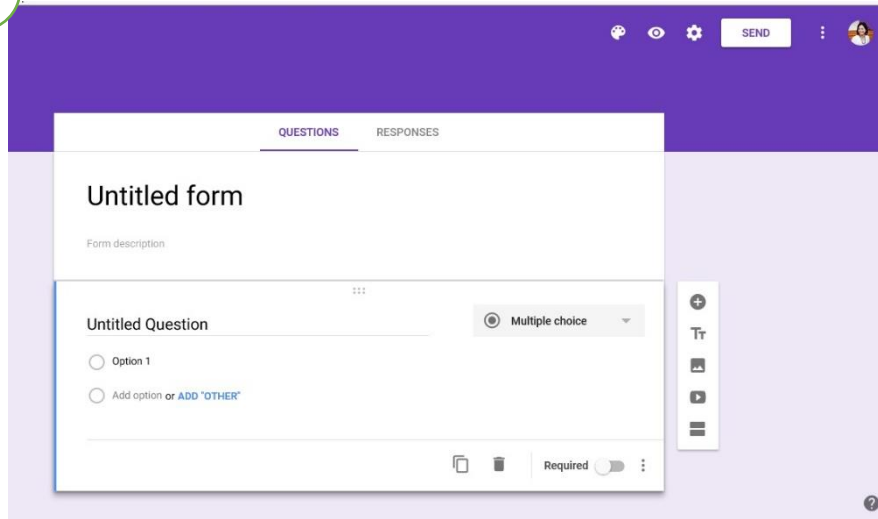 SEND
QUESTIONS RESPONSES
Untitled form
Form description
Untitled Question
Multiple choice
Option 1
Add option or ADD "OTHER"
Required